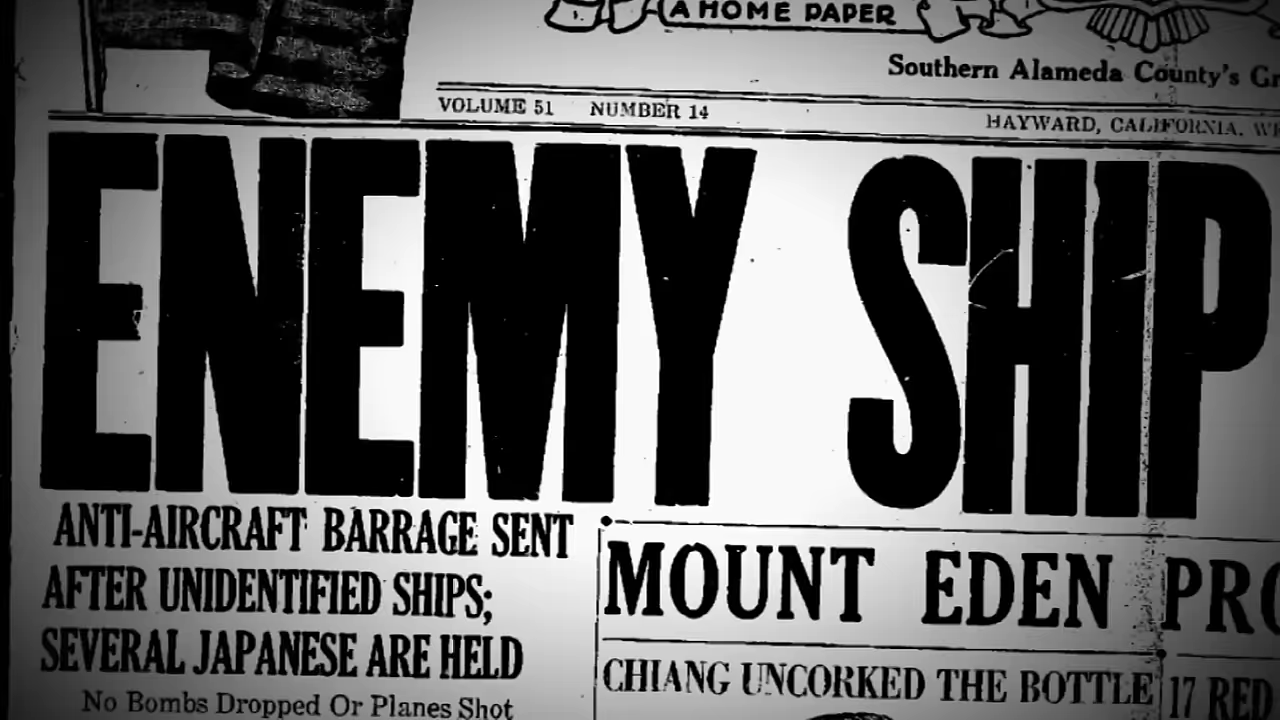 A HOME PAPER
Southern Alameda County's
VOLUME 51 NUMBER 14
HAYWARD, CALIFORNIA.
ENEMY SHIP
ANTI-AIRCRAFT BARRAGE SENT
AFTER UNIDENTIFIED SHIPS;
SEVERAL JAPANESE ARE HELD
No Bombs Dropped Or Planes Shot
MOUNT EDEN PRO
CHIANG UNCORKED THE BOTTLE
17 RED